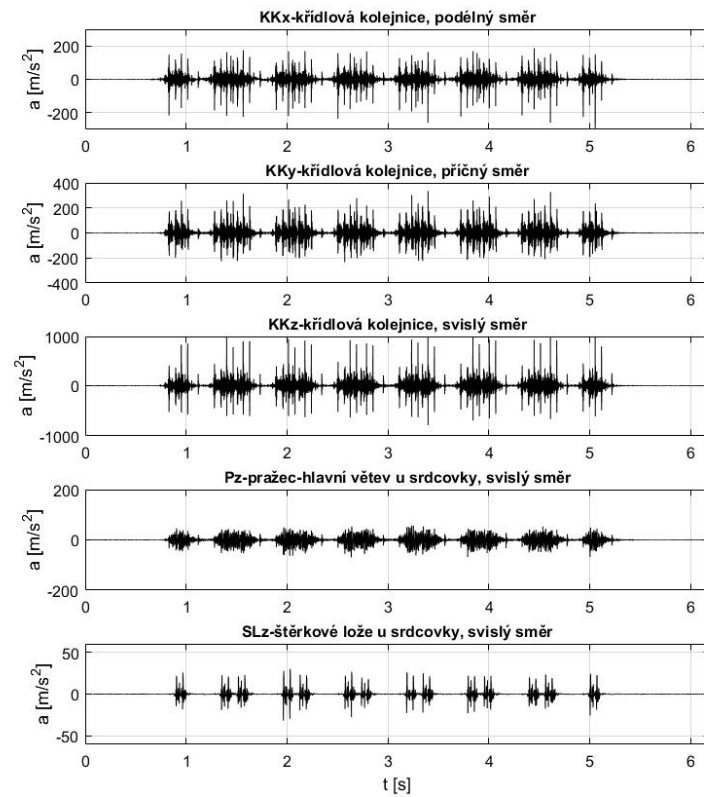 KKx-křídlová kolejnice, podélný směr
200
0
-200
a [m/s2]
0 1 2 3 4 5 6
KKy-křídlová kolejnice, příčný směr
400
200
0
-200
-400
a [m/s2]
0 1 2 3 4 5 6
KKz-křídlová kolejnice, svislý směr
1000
0
-1000
a [m/s2]
0 1 2 3 4 5 6
Pz-pražec-hlavní větev u srdcovky, svislý směr
200
0
-200
a [m/s2]
0 1 2 3 4 5 6
SLz-štěrkové lože u srdcovky, svislý směr
50
0
-50
a [m/s2]
0 1 2 3 4 5 6
t [s]